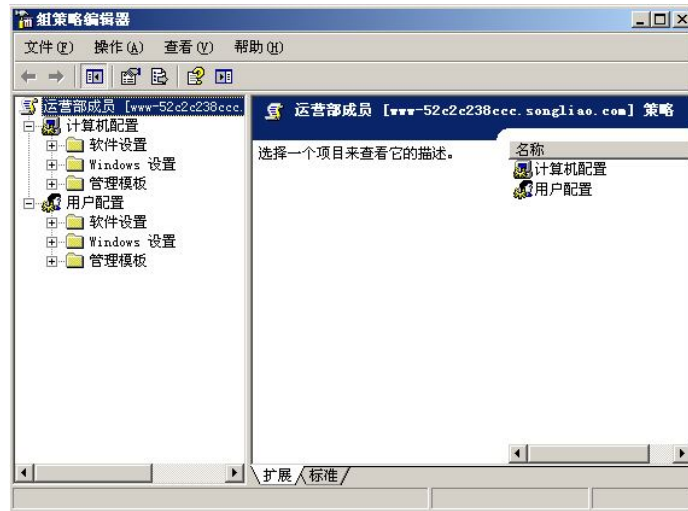 组策略编辑器
文件(F) 操作(A) 查看(V) 帮助(H)
运营部成员 [www-52c2c238ccc.
计算机配置
软件设置
Windows 设置
管理模板
用户配置
软件设置
Windows 设置
管理模板
运营部成员 [www-52c2c238ccc.songliao.com] 策略
选择一个项目来查看它的描述。
名称
计算机配置
用户配置
扩展 标准